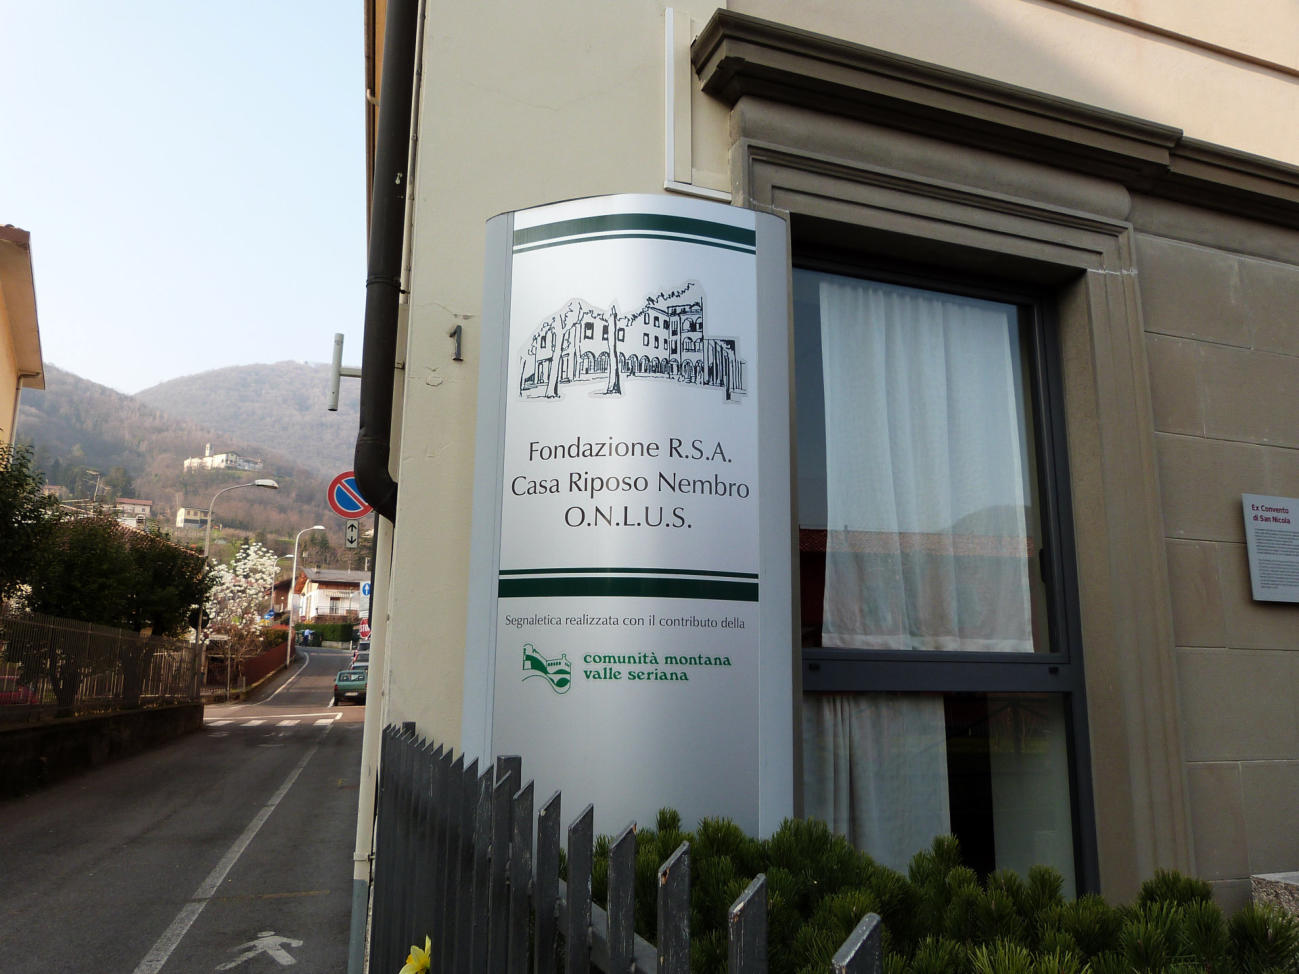 1
Fondazione R.S.A.
Casa Riposo Nembro
O.N.L.U.S.
Segnaletica realizzata con il contributo della
comunità montana
valle seriana
Ex Convento
di San Nicola